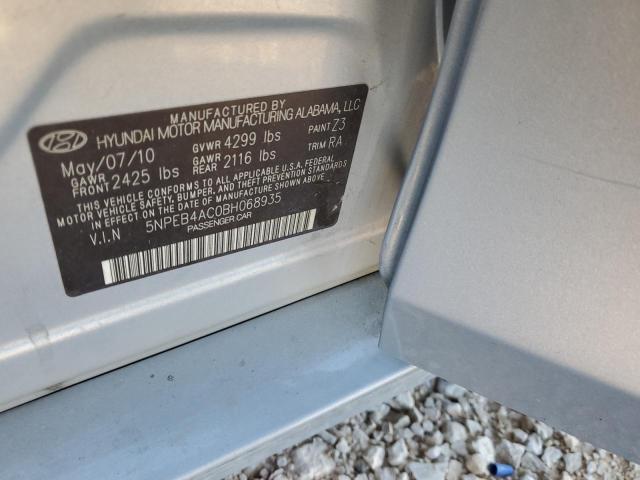 MANUFACTURED BY
HYUNDAI MOTOR MANUFACTURING ALABAMA, LLC
May/07/10 GVWR 4299 lbs PAINT Z3
GAWR FRONT 2425 lbs GAWR REAR 2116 lbs TRIM RA
THIS VEHICLE CONFORMS TO ALL APPLICABLE U.S.A. FEDERAL
MOTOR VEHICLE SAFETY, BUMPER, AND THEFT PREVENTION STANDARDS
IN EFFECT ON THE DATE OF MANUFACTURE SHOWN ABOVE.
V.I.N 5NPEB4AC0BH068935
PASSENGER CAR